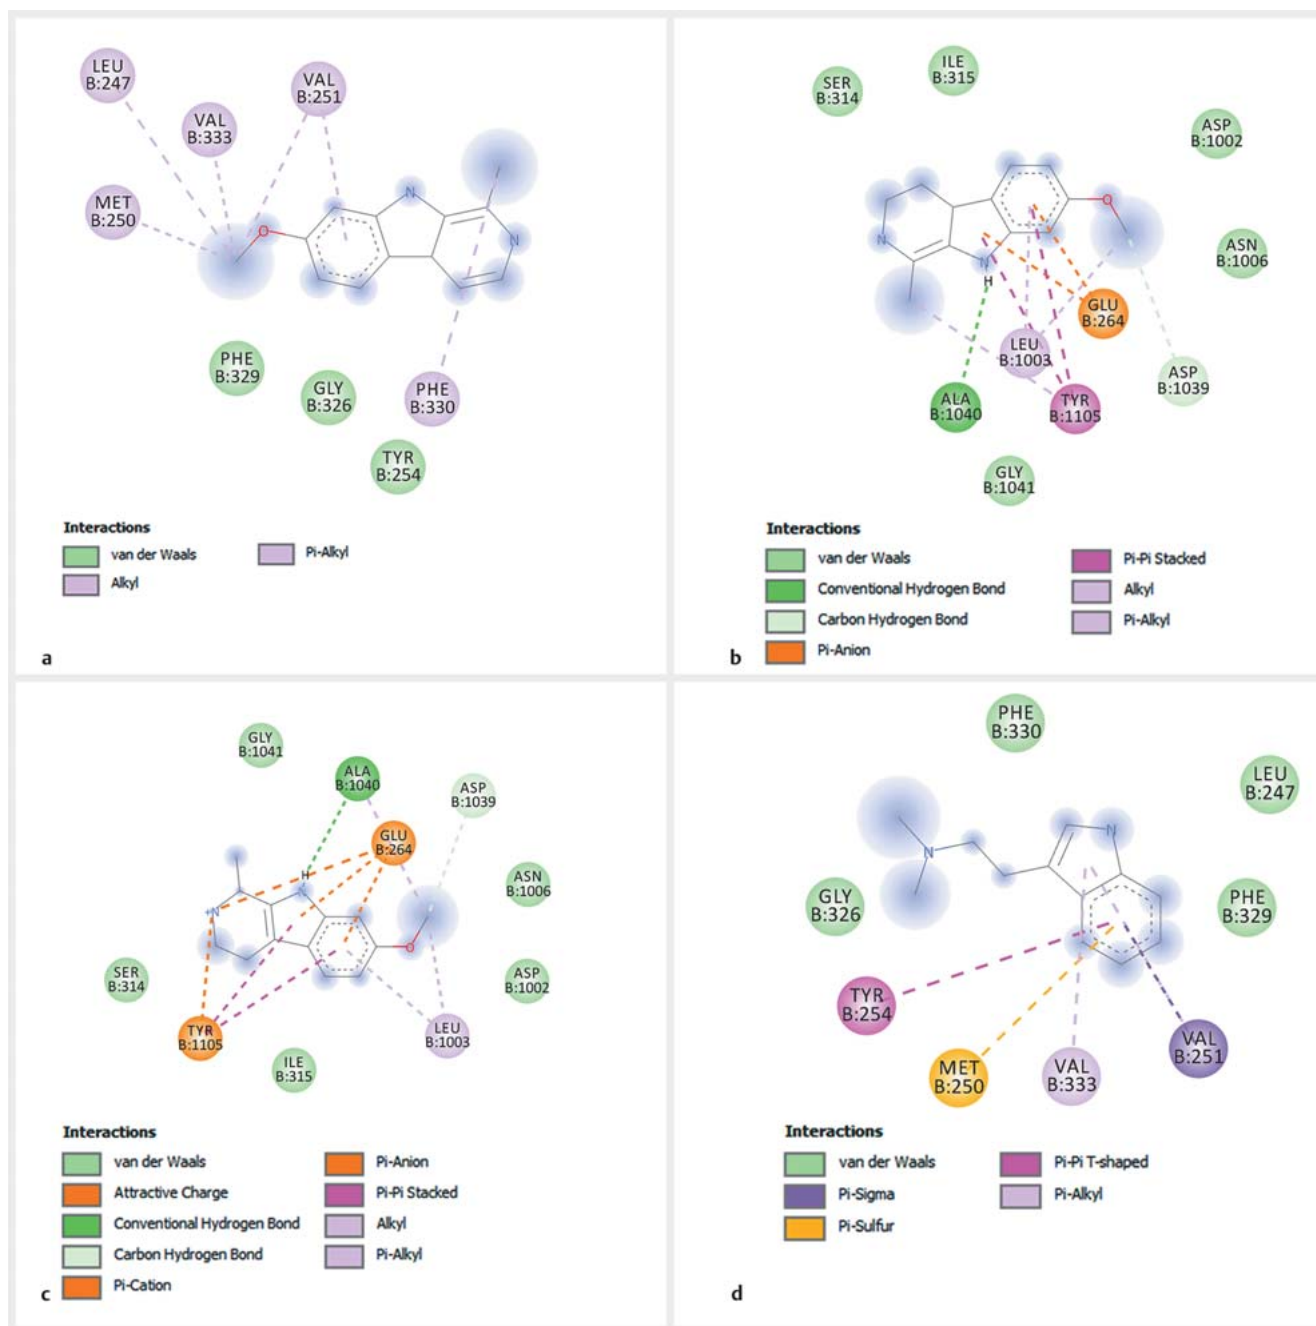 LEU
B:247
VAL
B:251
VAL
B:333
MET
B:250
N
O
N
PHE
B:329
GLY
B:326
PHE
B:330
TYR
B:254
Interactions
van der Waals
Pi-Alkyl
Alkyl
a
ILE
B:315
SER
B:314
ASP
B:1002
O
N
N
H
ASN
B:1006
GLU
B:264
LEU
B:1003
ASP
B:1039
ALA
B:1040
TYR
B:1105
GLY
B:1041
Interactions
van der Waals
Pi-Pi Stacked
Conventional Hydrogen Bond
Alkyl
Carbon Hydrogen Bond
Pi-Alkyl
Pi-Anion
b
GLY
B:1041
ALA
B:1040
ASP
B:1039
GLU
B:264
H
N
ASN
B:1006
+N
O
SER
B:314
ASP
B:1002
TYR
B:1105
LEU
B:1003
ILE
B:315
Interactions
van der Waals
Pi-Anion
Attractive Charge
Pi-Pi Stacked
Conventional Hydrogen Bond
Alkyl
Carbon Hydrogen Bond
Pi-Alkyl
Pi-Cation
c
PHE
B:330
LEU
B:247
N
N
GLY
B:326
PHE
B:329
TYR
B:254
MET
B:250
VAL
B:333
VAL
B:251
Interactions
van der Waals
Pi-Pi T-shaped
Pi-Sigma
Pi-Alkyl
Pi-Sulfur
d